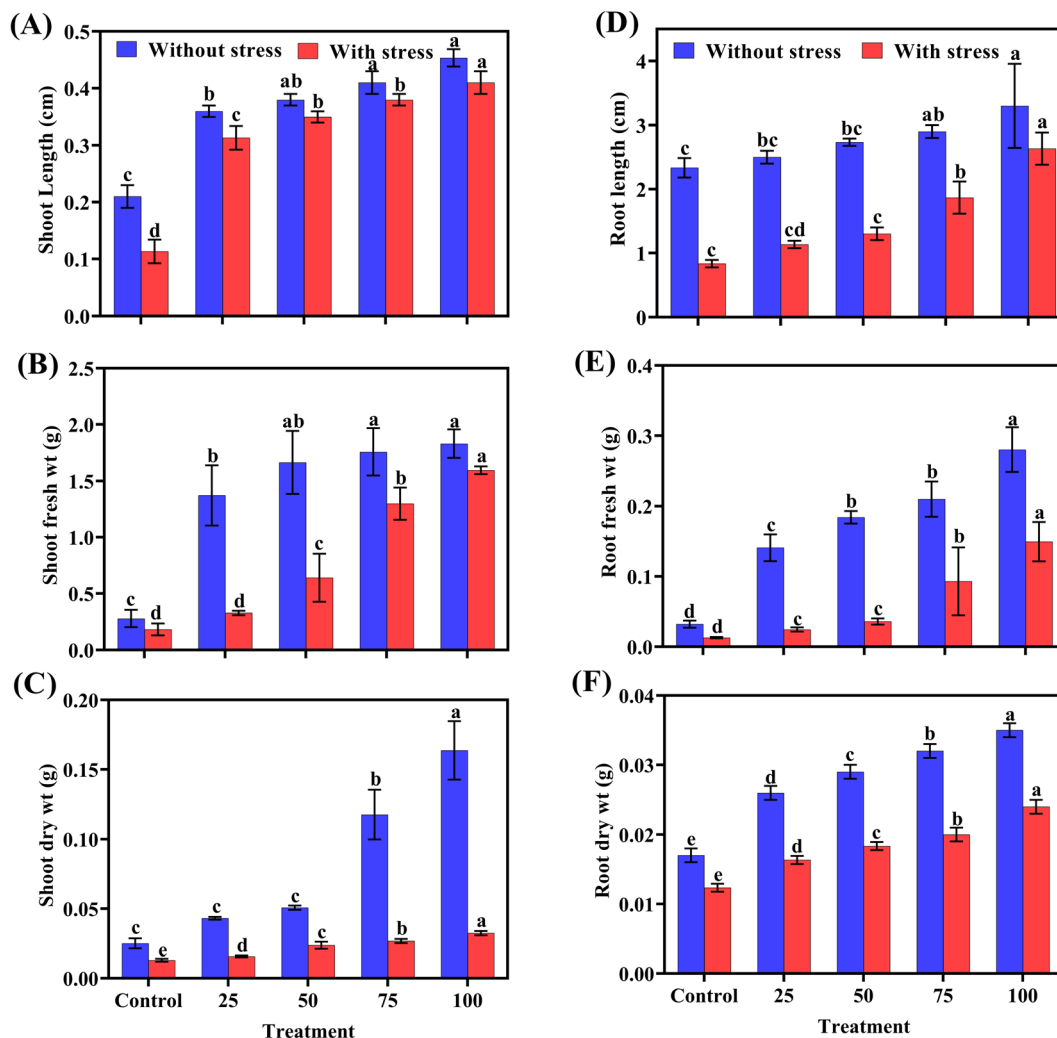 (A)
Without stress With stress
Shoot Length (cm)
0.5
0.4
0.3
0.2
0.1
0.0
c d b c ab b a b a a
(D)
Without stress With stress
Root length (cm)
4
3
2
1
0
c c bc cd bc c ab b a a
(B)
Shoot fresh wt (g)
2.5
2.0
1.5
1.0
0.5
0.0
c d b d ab c a b a a
(E)
Root fresh wt (g)
0.4
0.3
0.2
0.1
0.0
d d c c b c b b a a
(C)
Shoot dry wt (g)
0.20
0.15
0.10
0.05
0.00
c e c d c c b b a a
Control 25 50 75 100
Treatment
(F)
Root dry wt (g)
0.04
0.03
0.02
0.01
0.00
e e d d c c b b a a
Control 25 50 75 100
Treatment